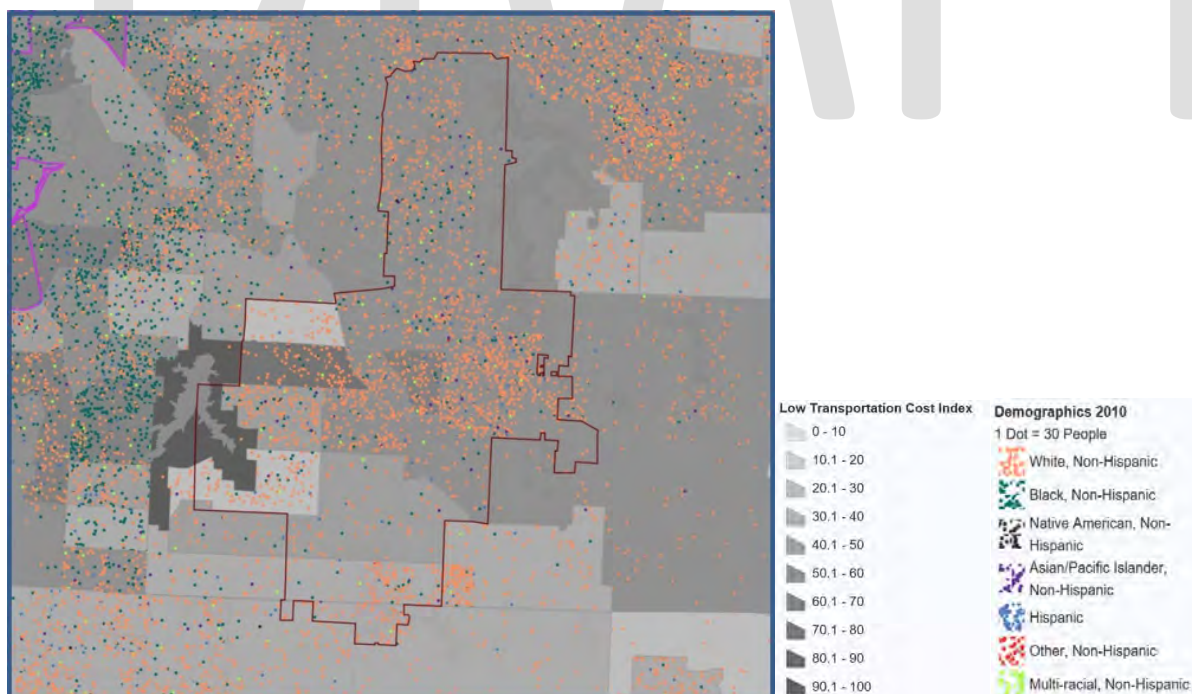 Low Transportation Cost Index
0 - 10
10.1 - 20
20.1 - 30
30.1 - 40
40.1 - 50
50.1 - 60
60.1 - 70
70.1 - 80
80.1 - 90
90.1 - 100
Demographics 2010
1 Dot = 30 People
White, Non-Hispanic
Black, Non-Hispanic
Native American, Non-
Hispanic
Asian/Pacific Islander,
Non-Hispanic
Hispanic
Other, Non-Hispanic
Multi-racial, Non-Hispanic